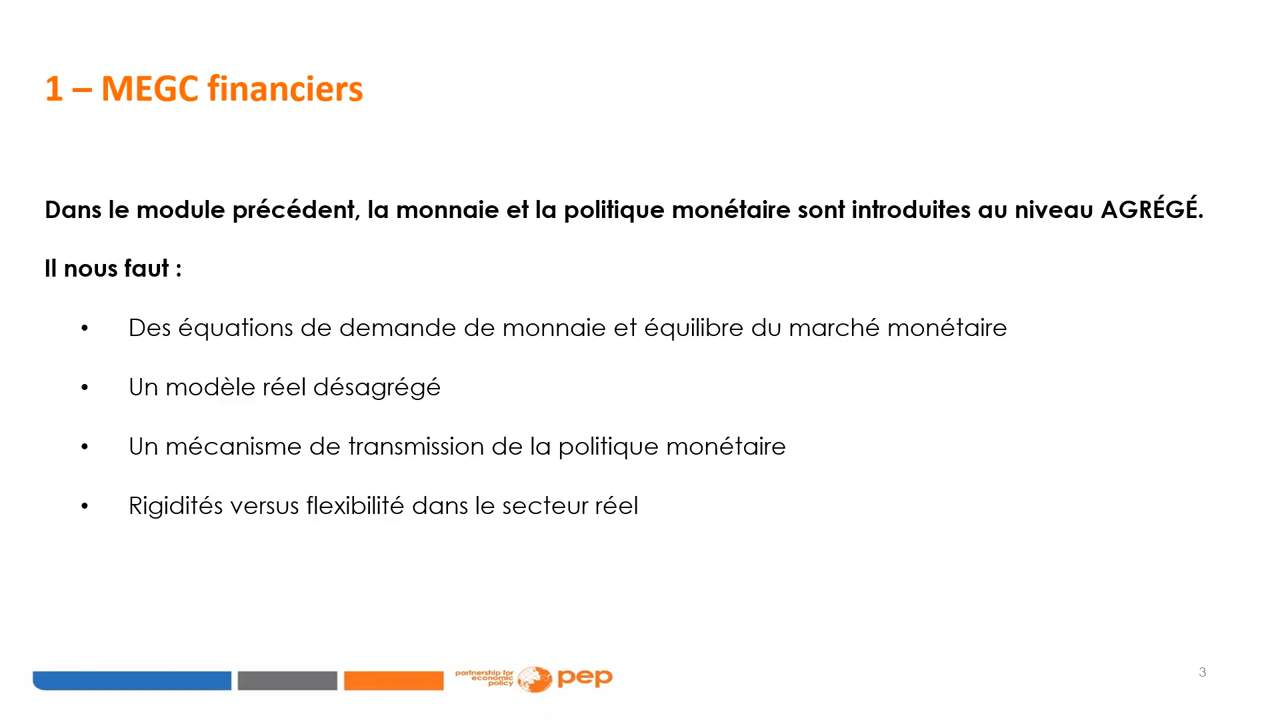 1 – MEGC financiers
Dans le module précédent, la monnaie et la politique monétaire sont introduites au niveau AGRÉGÉ.
Il nous faut :
• Des équations de demande de monnaie et équilibre du marché monétaire
• Un modèle réel désagrégé
• Un mécanisme de transmission de la politique monétaire
• Rigidités versus flexibilité dans le secteur réel
partnership for
economic
policy
pep
3